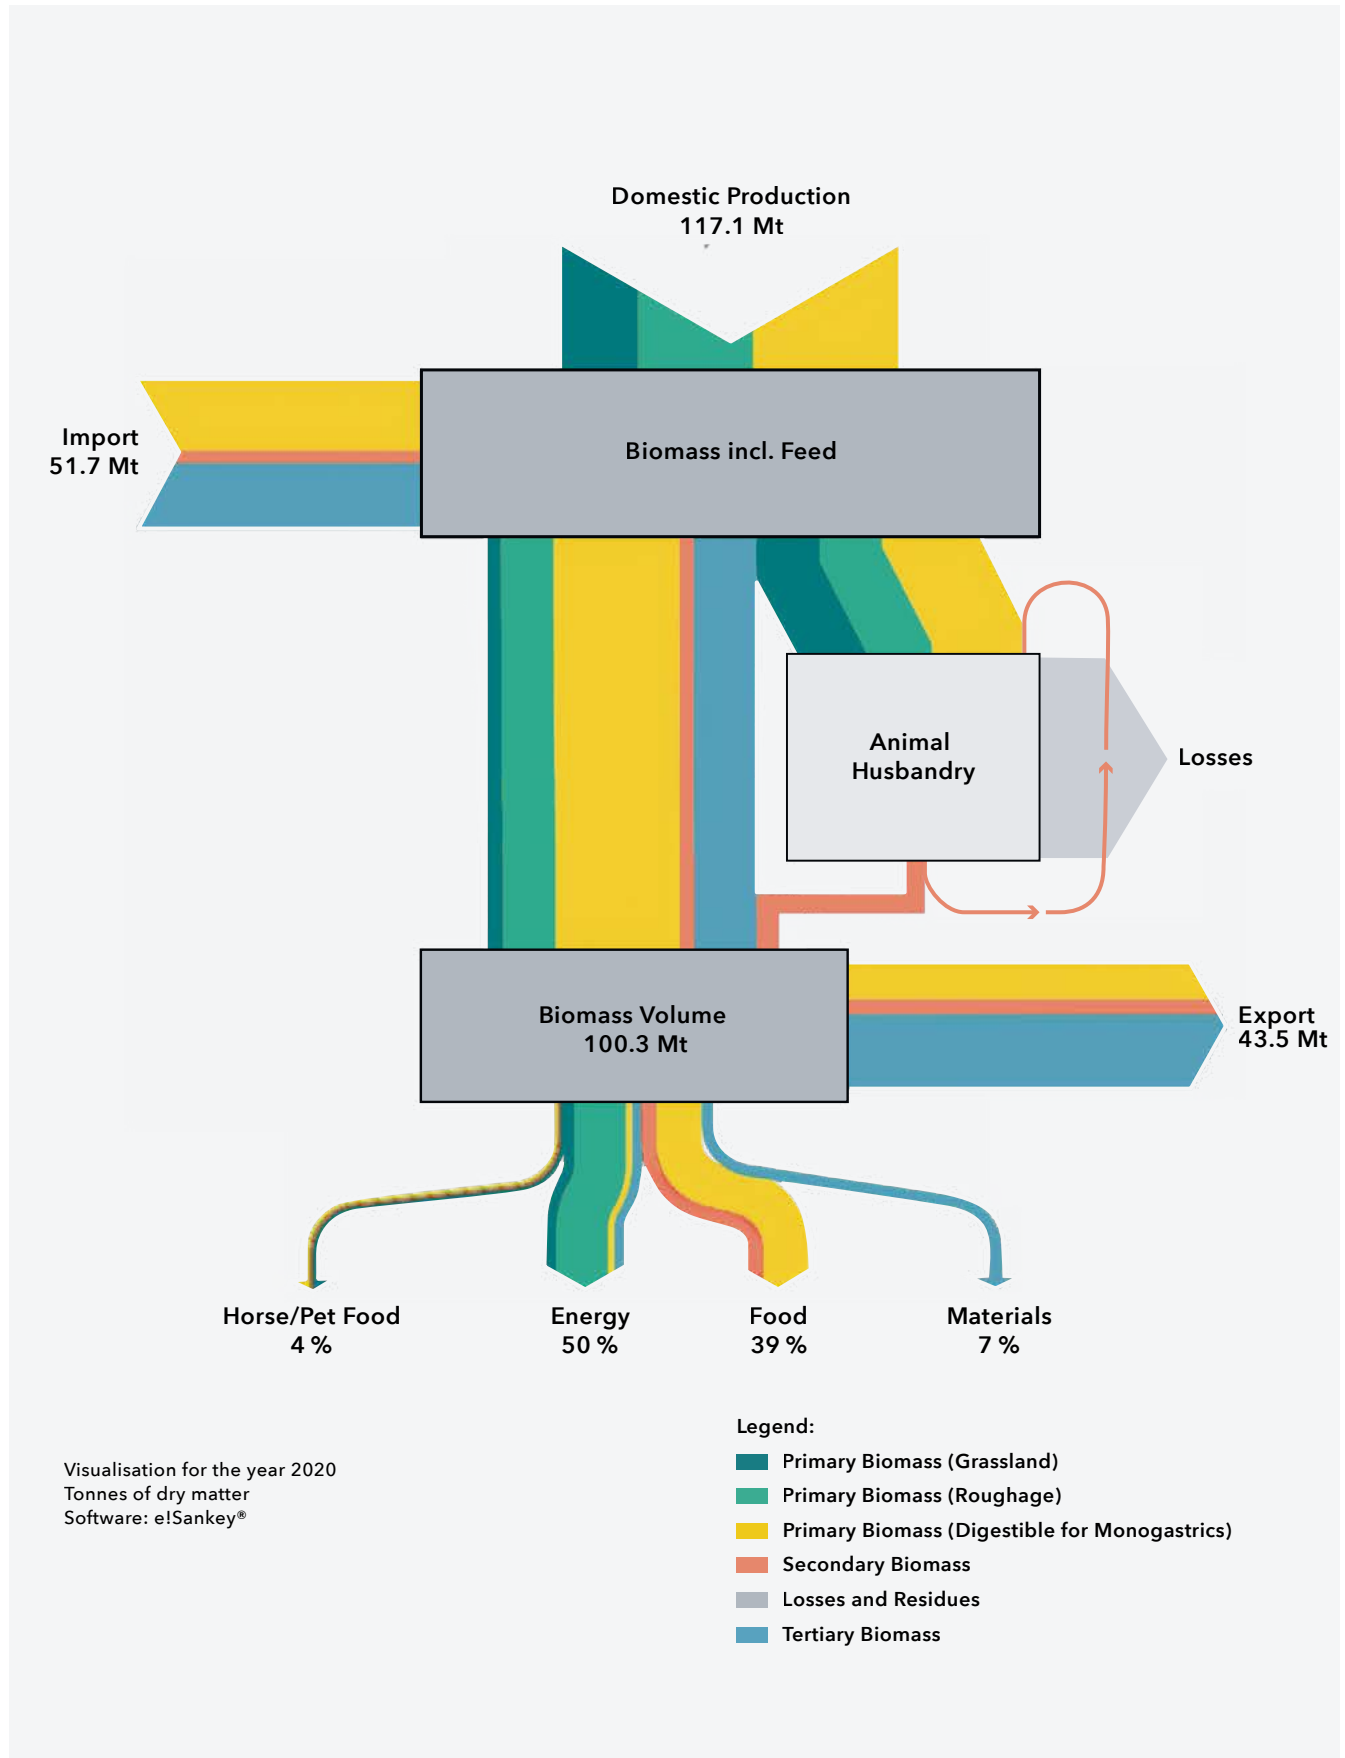 Domestic Production
117.1 Mt
Import
51.7 Mt
Biomass incl. Feed
Animal
Husbandry
Losses
Biomass Volume
100.3 Mt
Export
43.5 Mt
Horse/Pet Food
4 %
Energy
50 %
Food
39 %
Materials
7 %
Visualisation for the year 2020
Tonnes of dry matter
Software: e!Sankey®
Legend:
Primary Biomass (Grassland)
Primary Biomass (Roughage)
Primary Biomass (Digestible for Monogastrics)
Secondary Biomass
Losses and Residues
Tertiary Biomass